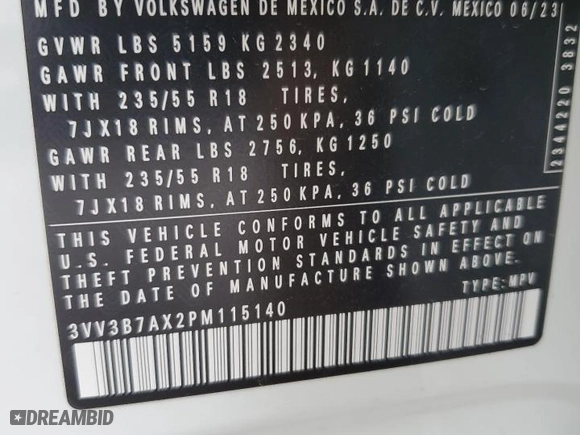 MFD BY VOLKSWAGEN DE MEXICO S.A. DE C.V. MEXICO 06/23
GVWR LBS 5159 KG 2340
GAWR FRONT LBS 2513, KG 1140
WITH 235/55 R18 TIRES,
7JX18 RIMS, AT 250 KPA, 36 PSI COLD
GAWR REAR LBS 2756, KG 1250
WITH 235/55 R18 TIRES,
7JX18 RIMS, AT 250 KPA, 36 PSI COLD
THIS VEHICLE CONFORMS TO ALL APPLICABLE
U.S. FEDERAL MOTOR VEHICLE SAFETY AND
THEFT PREVENTION STANDARDS IN EFFECT ON
THE DATE OF MANUFACTURE SHOWN ABOVE.
3VV3B7AX2PM115140 TYPE: MPV
2344220 3832
DREAMBID